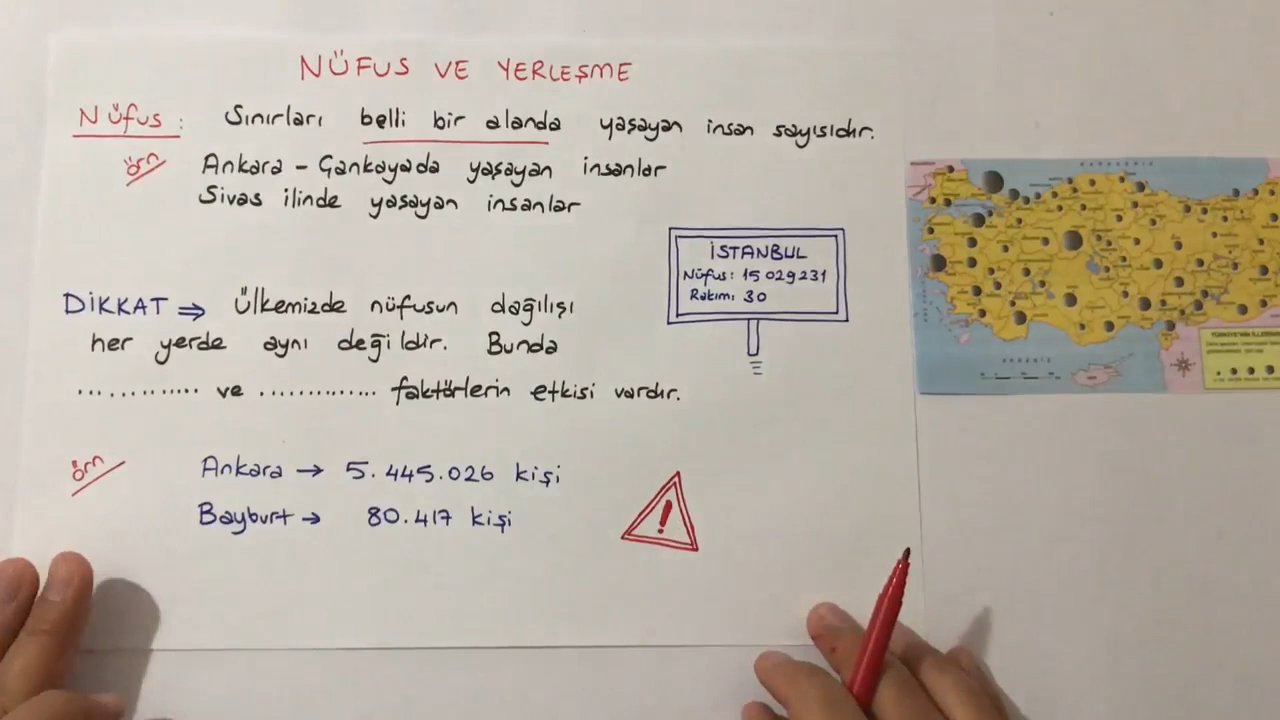 NÜFUS VE YERLEŞME
Nüfus : Sınırları belli bir alanda yaşayan insan sayısıdır.
örn Ankara - Çankayada yaşayan insanlar
Sivas ilinde yaşayan insanlar
İSTANBUL
Nüfus: 15 029 231
Rakım: 30
DİKKAT ⇒ Ülkemizde nüfusun dağılışı
her yerde aynı değildir. Bunda
............ ve ............ faktörlerin etkisi vardır.
örn Ankara → 5.445.026 kişi
Bayburt → 80.417 kişi
!